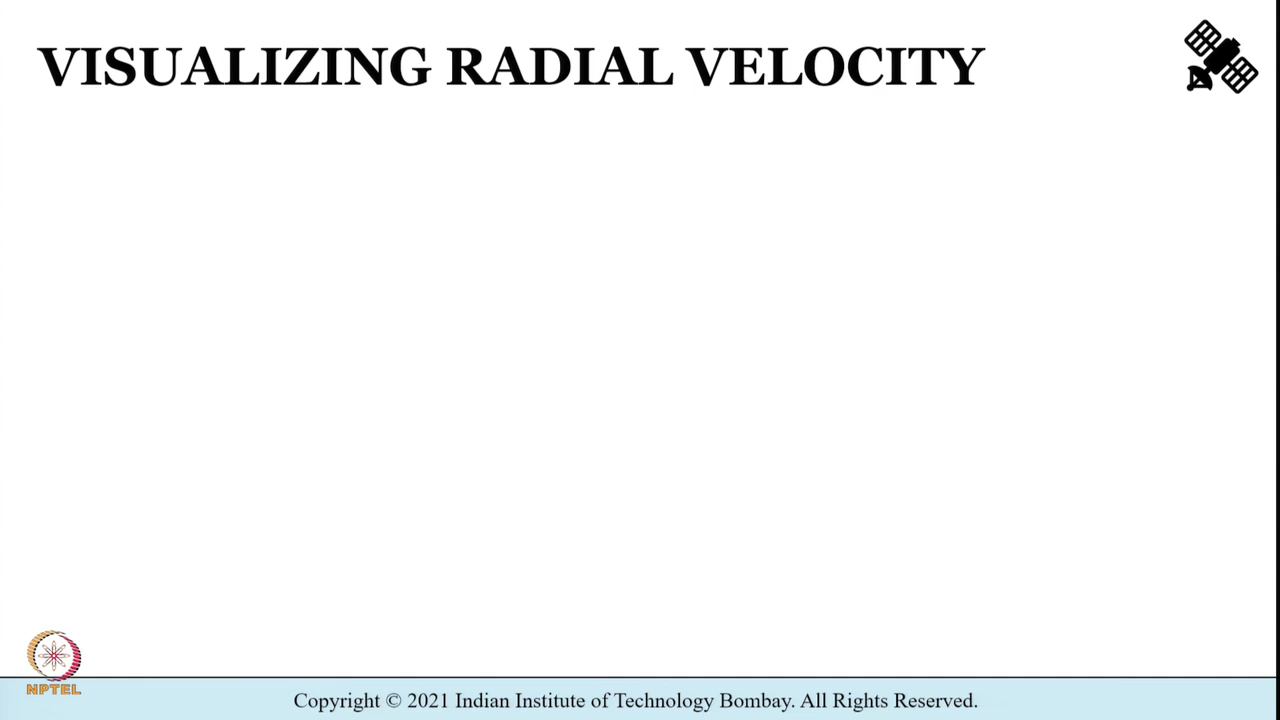 VISUALIZING RADIAL VELOCITY
NPTEL
Copyright © 2021 Indian Institute of Technology Bombay. All Rights Reserved.